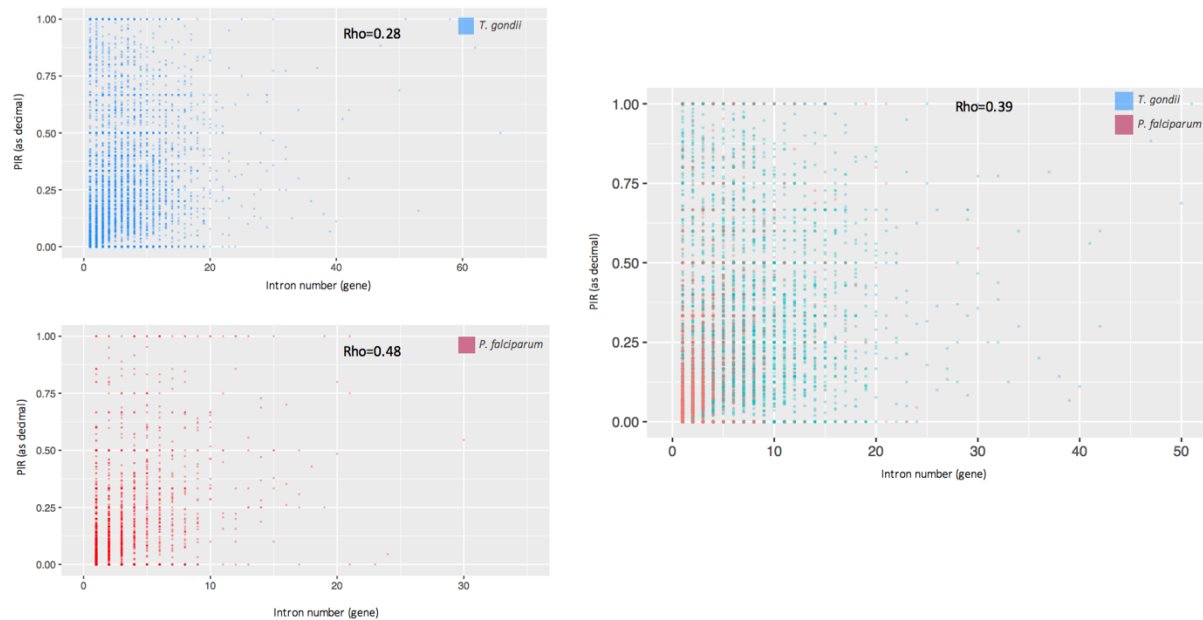 1.00
0.75
0.50
0.25
0.00
PIR (as decimal)
Rho=0.28
T. gondii
0
20
40
60
Intron number (gene)
1.00
0.75
0.50
0.25
0.00
PIR (as decimal)
Rho=0.48
P. falciparum
0
10
20
30
Intron number (gene)
1.00
0.75
0.50
0.25
0.00
PIR (as decimal)
Rho=0.39
T. gondii
P. falciparum
0
10
20
30
40
50
Intron number (gene)